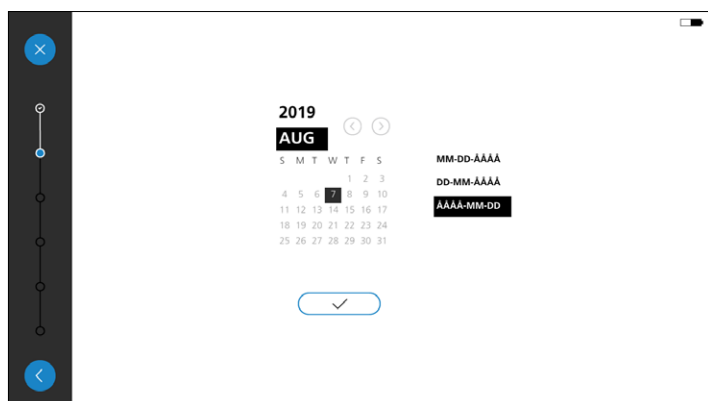 2019
AUG
S M T W T F S
1 2 3
4 5 6 7 8 9 10
11 12 13 14 15 16 17
18 19 20 21 22 23 24
25 26 27 28 29 30 31
MM-DD-ÅÅÅÅ
DD-MM-ÅÅÅÅ
ÅÅÅÅ-MM-DD